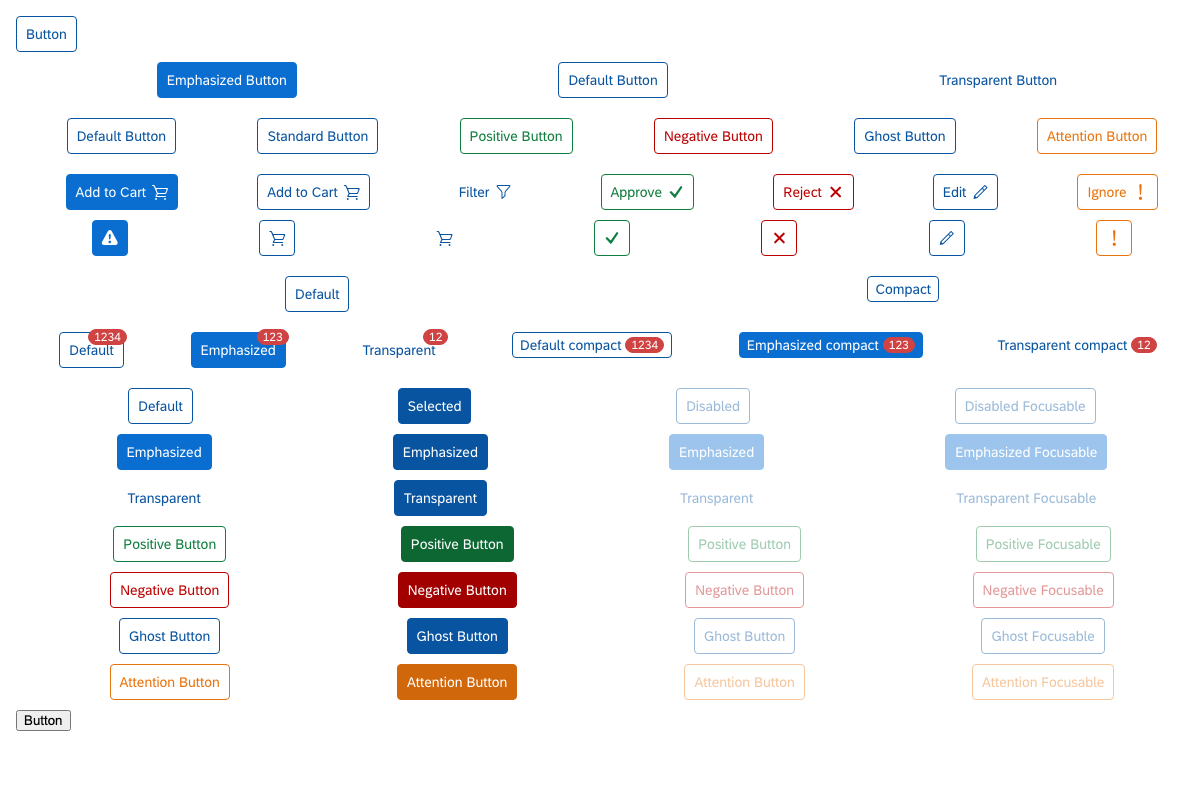 Button
Emphasized Button Default Button Transparent Button
Default Button Standard Button Positive Button Negative Button Ghost Button Attention Button
Add to Cart Add to Cart Filter Approve Reject Edit Ignore
Default Compact
1234 123 12
Default Emphasized Transparent Default compact 1234 Emphasized compact 123 Transparent compact 12
Default Selected Disabled Disabled Focusable
Emphasized Emphasized Emphasized Emphasized Focusable
Transparent Transparent Transparent Transparent Focusable
Positive Button Positive Button Positive Button Positive Focusable
Negative Button Negative Button Negative Button Negative Focusable
Ghost Button Ghost Button Ghost Button Ghost Focusable
Attention Button Attention Button Attention Button Attention Focusable
Button